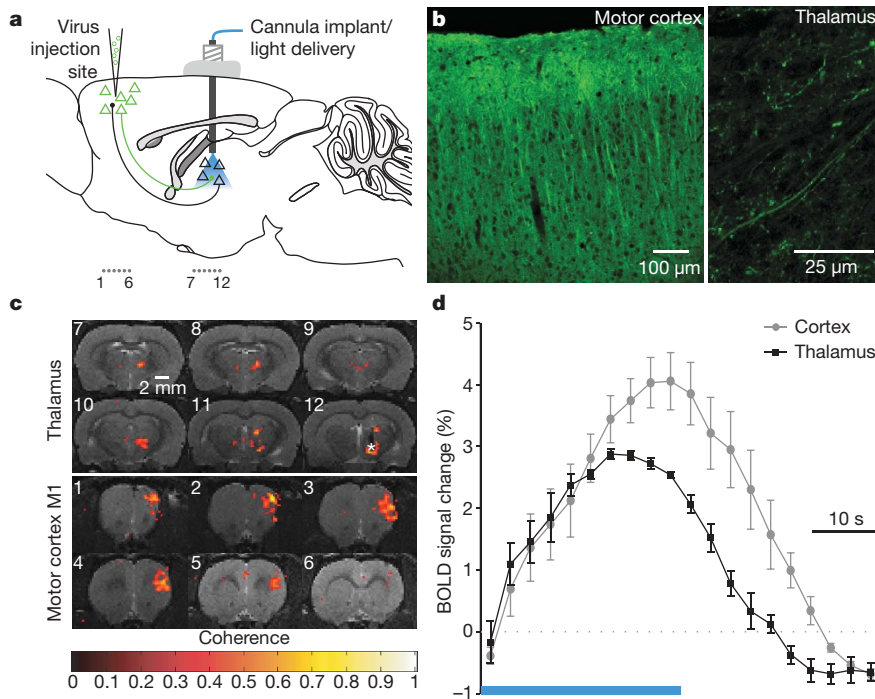 a
Virus
injection
site
Cannula implant/
light delivery
1 6 7 12
b
Motor cortex
100 µm
Thalamus
25 µm
c
Thalamus
7 8 9
2 mm
10 11 12
*
Motor cortex M1
1 2 3
4 5 6
Coherence
0 0.1 0.2 0.3 0.4 0.5 0.6 0.7 0.8 0.9 1
d
BOLD signal change (%)
5
4
3
2
1
0
–1
Cortex
Thalamus
10 s